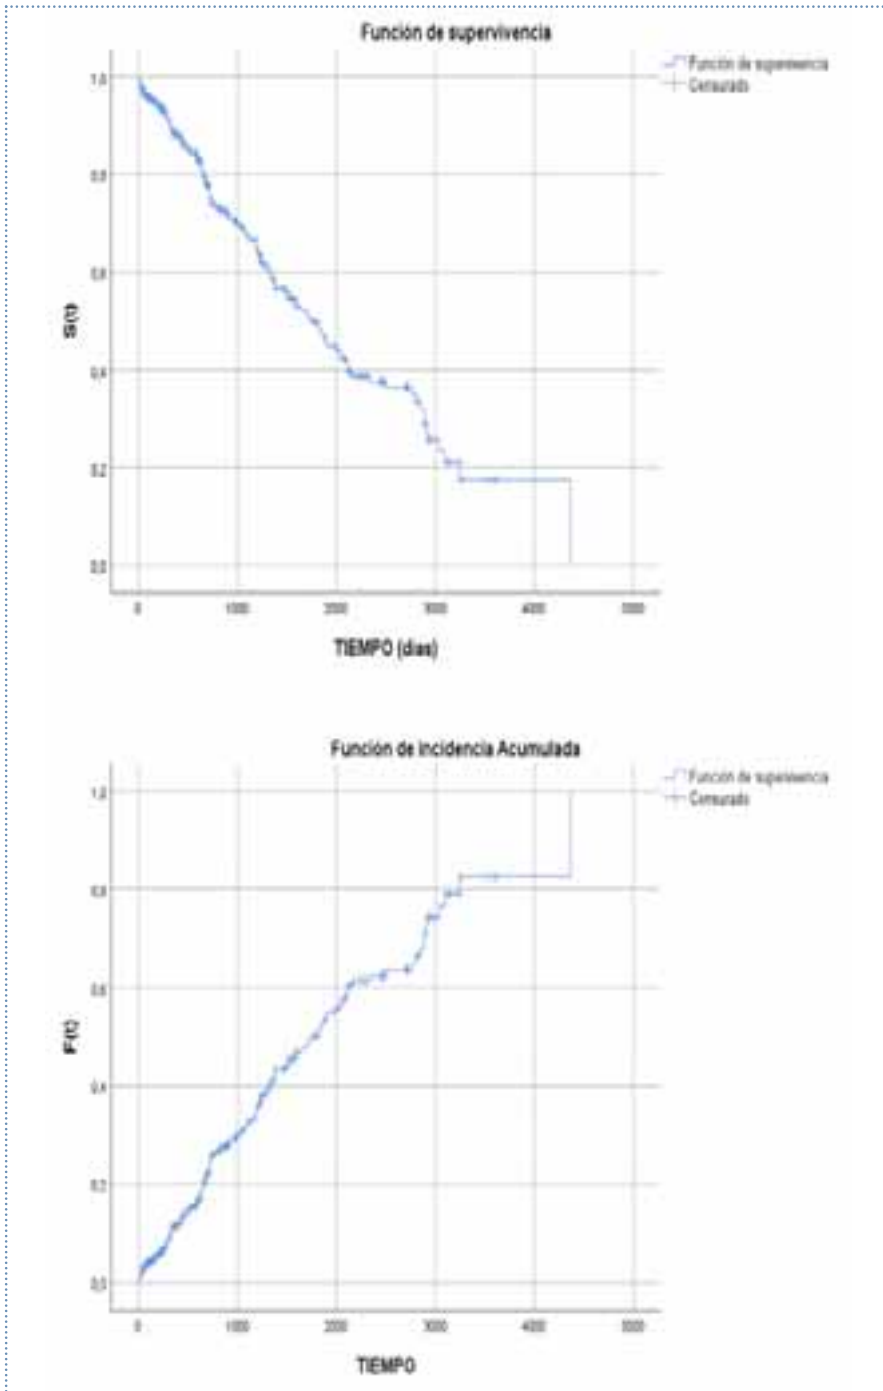 Función de supervivencia
Función de supervivencia
Censurado
1,0
0,8
0,6
0,4
0,2
0,0
S(t)
0 1000 2000 3000 4000 5000
TIEMPO (dias)
Función de incidencia Acumulada
Función de supervivencia
Censurado
1,0
0,8
0,6
0,4
0,2
0,0
F(t)
0 1000 2000 3000 4000 5000
TIEMPO